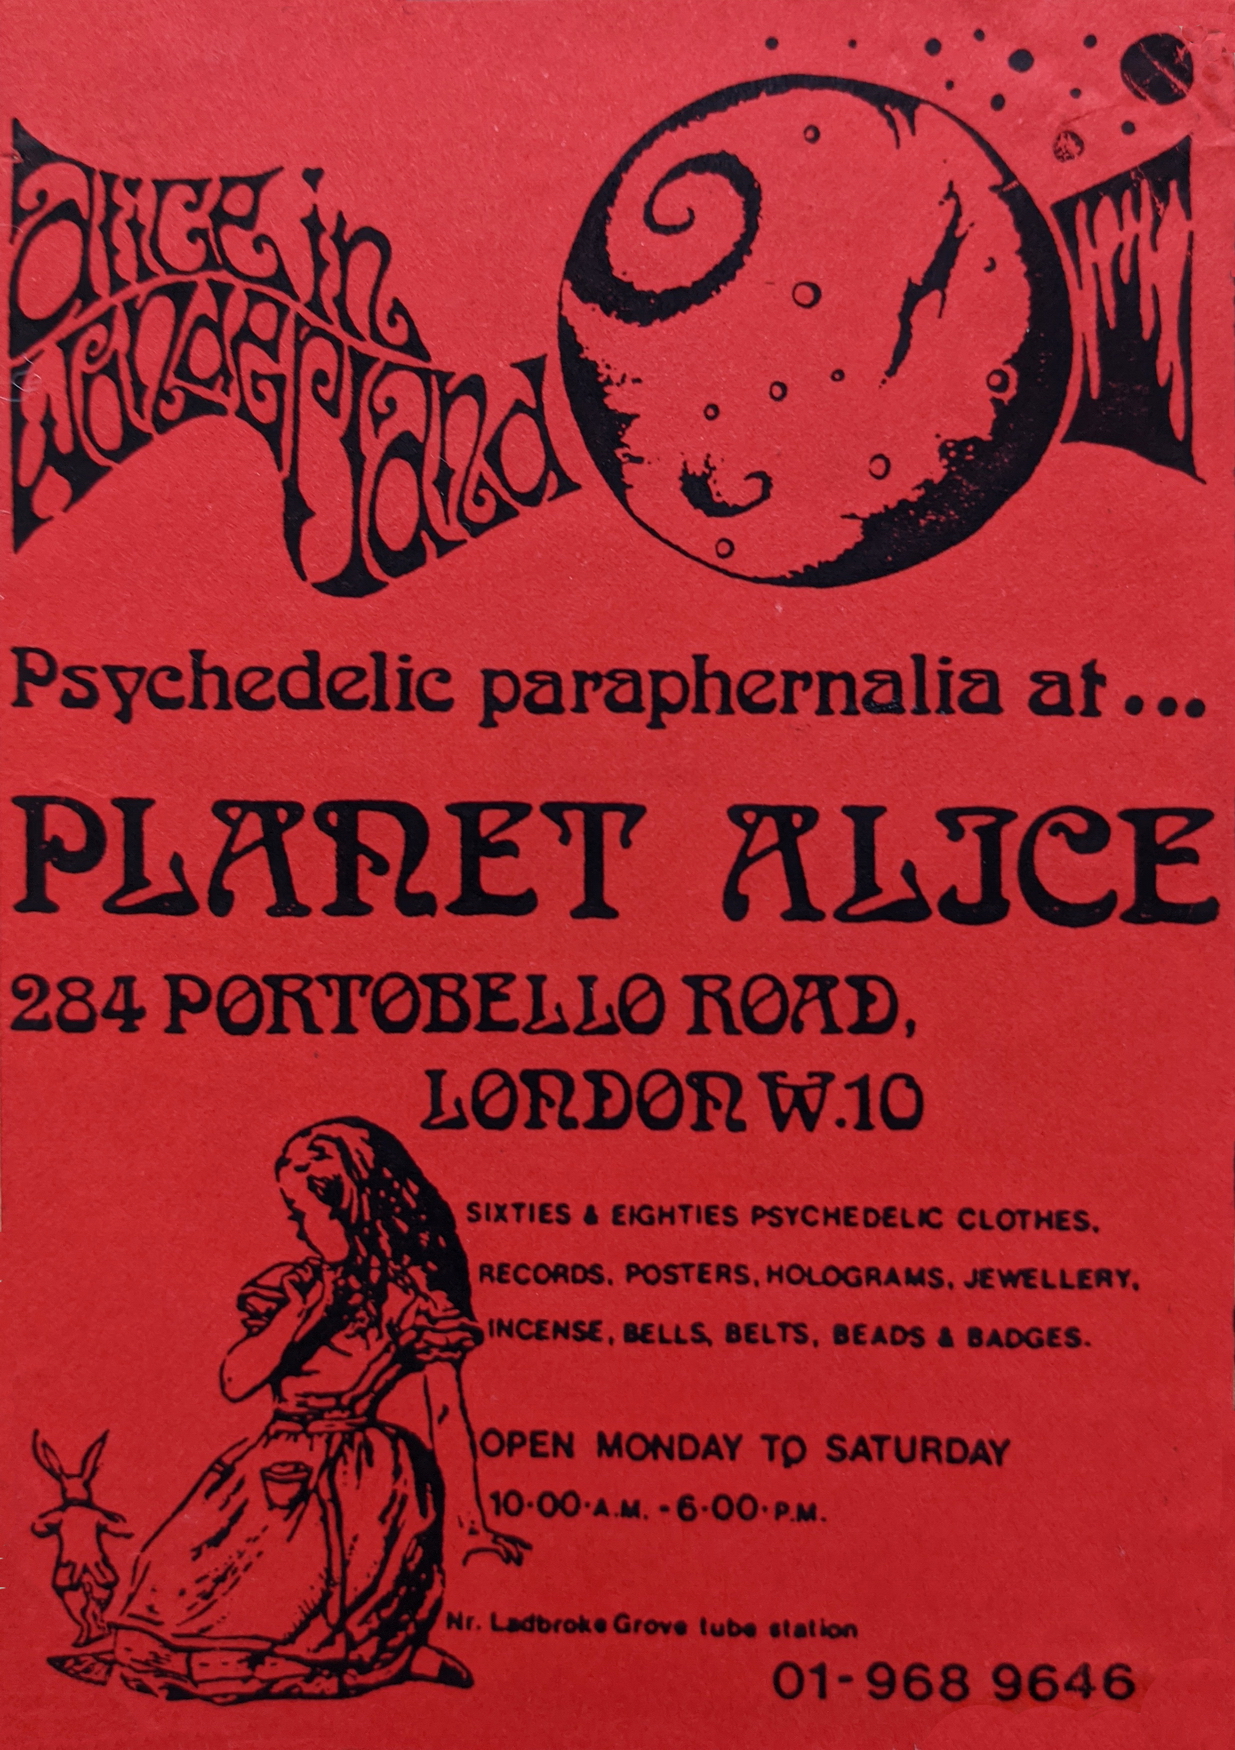 alice in
wonderland
Psychedelic paraphernalia at...
PLANET ALICE
284 PORTOBELLO ROAD,
LONDON W.10
SIXTIES & EIGHTIES PSYCHEDELIC CLOTHES,
RECORDS, POSTERS, HOLOGRAMS, JEWELLERY,
INCENSE, BELLS, BELTS, BEADS & BADGES.
OPEN MONDAY TO SATURDAY
10·00·A.M. - 6·00·P.M.
Nr. Ladbroke Grove tube station
01-968 9646